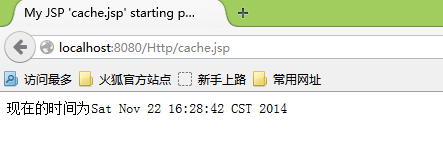 My JSP 'cache.jsp' starting p...
localhost:8080/Http/cache.jsp
访问最多 火狐官方站点 新手上路 常用网址
现在的时间为Sat Nov 22 16:28:42 CST 2014